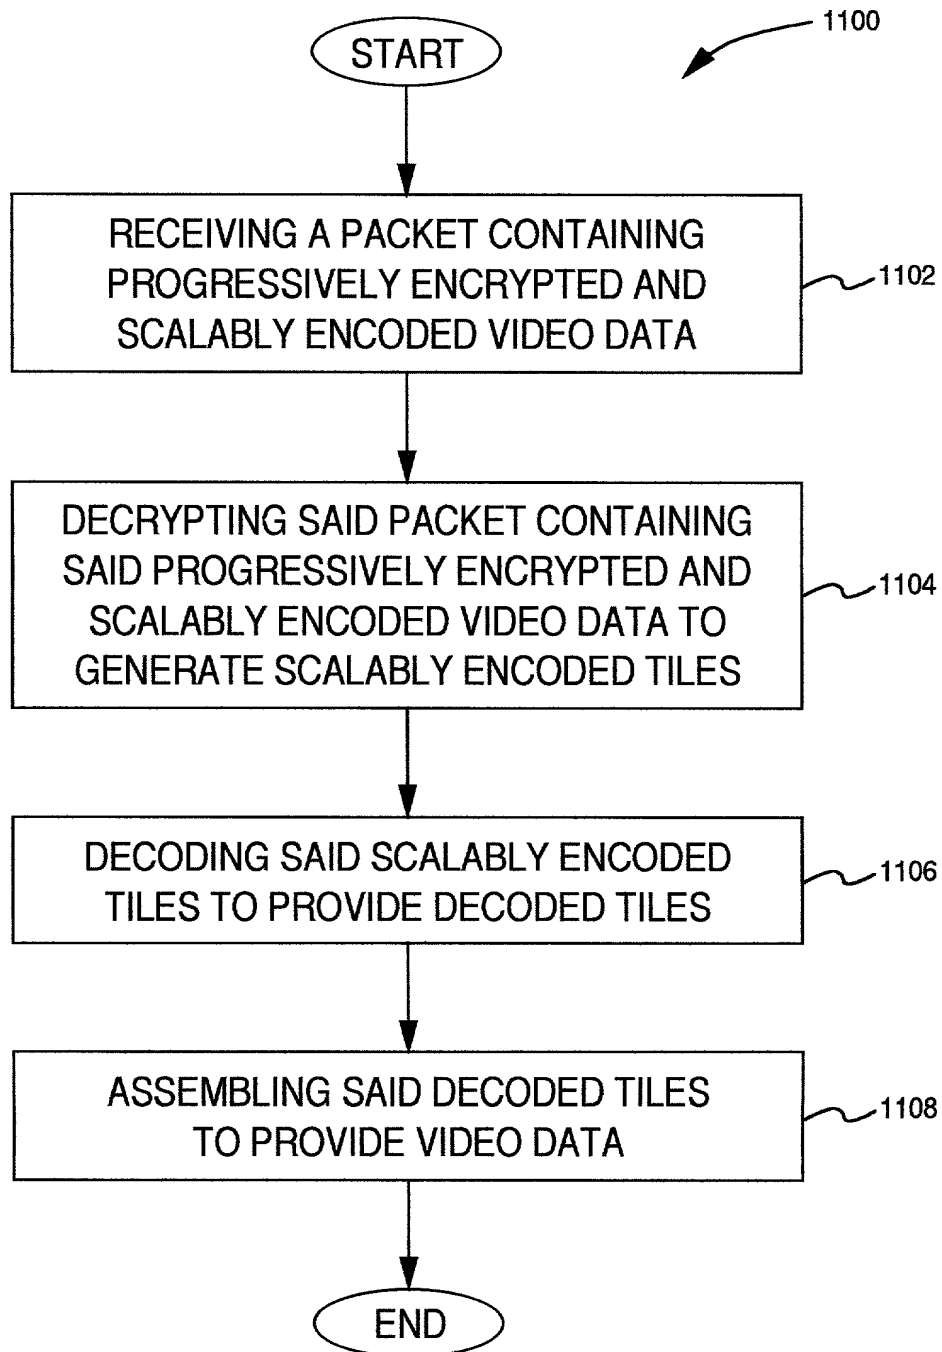 1100
START
RECEIVING A PACKET CONTAINING
PROGRESSIVELY ENCRYPTED AND
SCALABLY ENCODED VIDEO DATA
1102
DECRYPTING SAID PACKET CONTAINING
SAID PROGRESSIVELY ENCRYPTED AND
SCALABLY ENCODED VIDEO DATA TO
GENERATE SCALABLY ENCODED TILES
1104
DECODING SAID SCALABLY ENCODED
TILES TO PROVIDE DECODED TILES
1106
ASSEMBLING SAID DECODED TILES
TO PROVIDE VIDEO DATA
1108
END